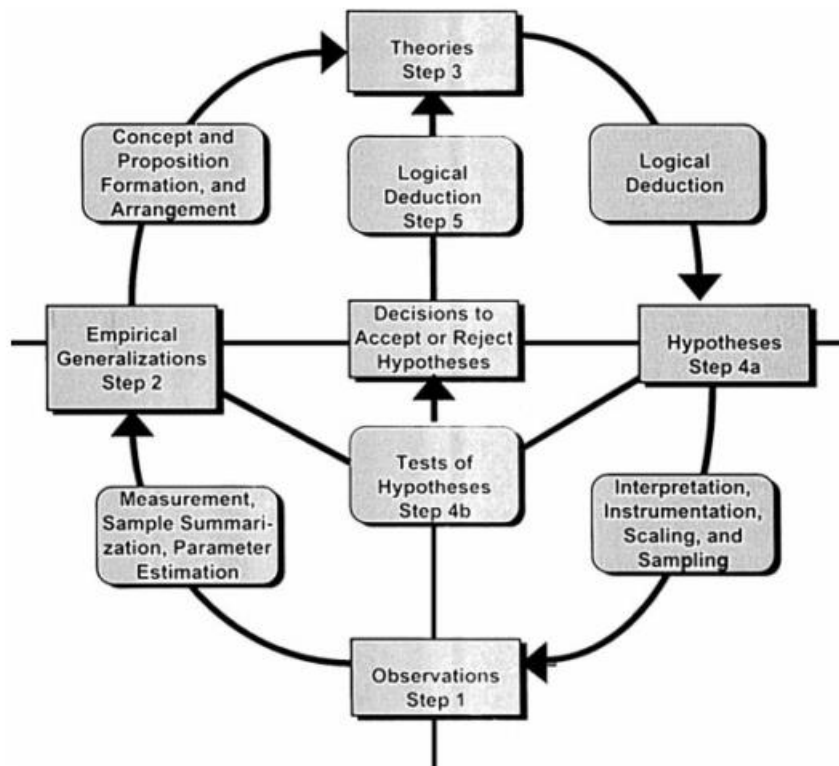 Theories
Step 3
Concept and
Proposition
Formation, and
Arrangement
Logical
Deduction
Step 5
Logical
Deduction
Empirical
Generalizations
Step 2
Decisions to
Accept or Reject
Hypotheses
Hypotheses
Step 4a
Measurement,
Sample Summari-
zation, Parameter
Estimation
Tests of
Hypotheses
Step 4b
Interpretation,
Instrumentation,
Scaling, and
Sampling
Observations
Step 1